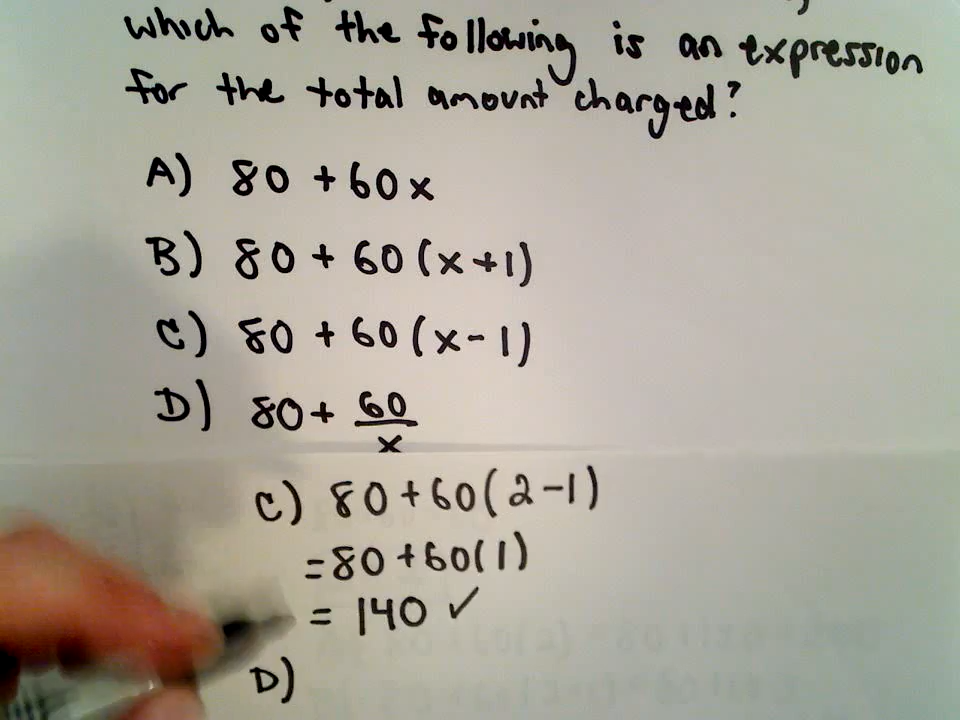 which of the following is an expression
for the total amount charged?
A) 80 + 60x
B) 80 + 60(x+1)
C) 80 + 60(x-1)
D) 80 + 60/x
C) 80 + 60(2-1)
= 80 + 60(1)
= 140 ✓
D)